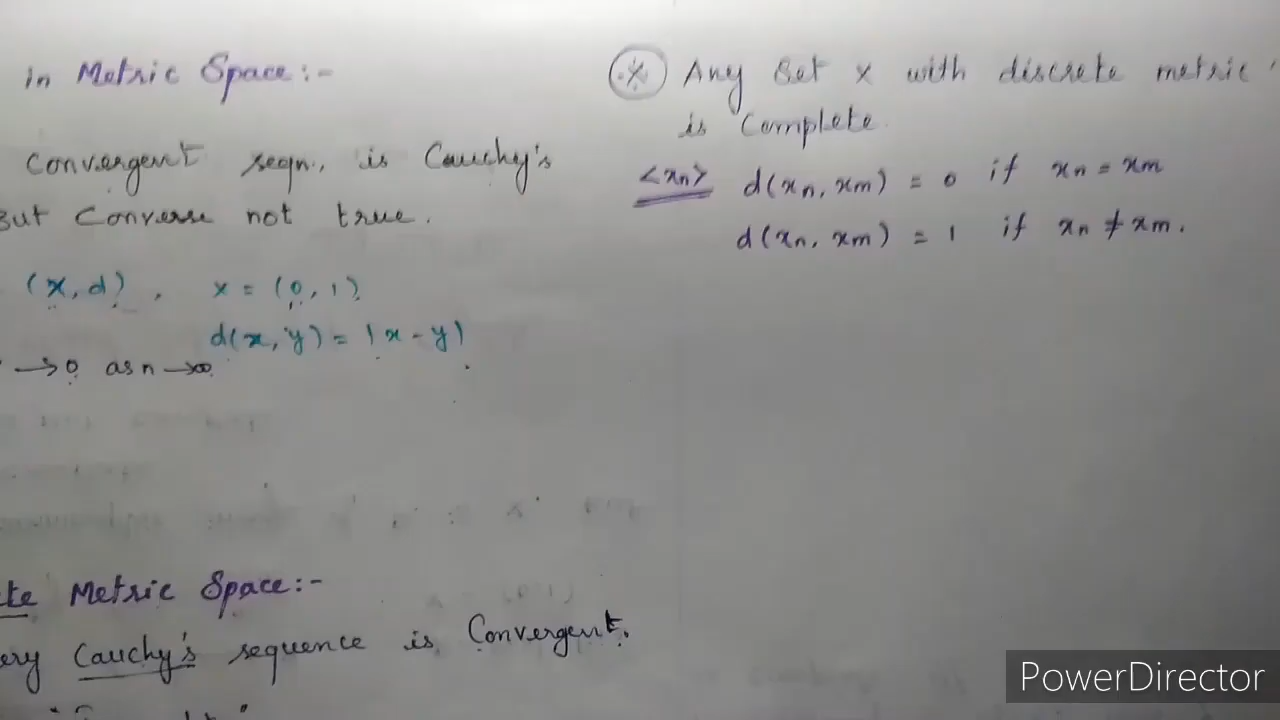 in Metric Space:-
Convergent seqn, is Cauchy's
But Converse not true.
(X, d), X = (0, 1)
d(x, y) = |x - y|
→ 0 as n → ∞
te Metric Space:-
ery Cauchy's sequence is Convergent.
* Any Set X with discrete metric
is Complete.
<xn> d(xn, xm) = 0 if xn = xm
d(xn, xm) = 1 if xn ≠ xm.
PowerDirector